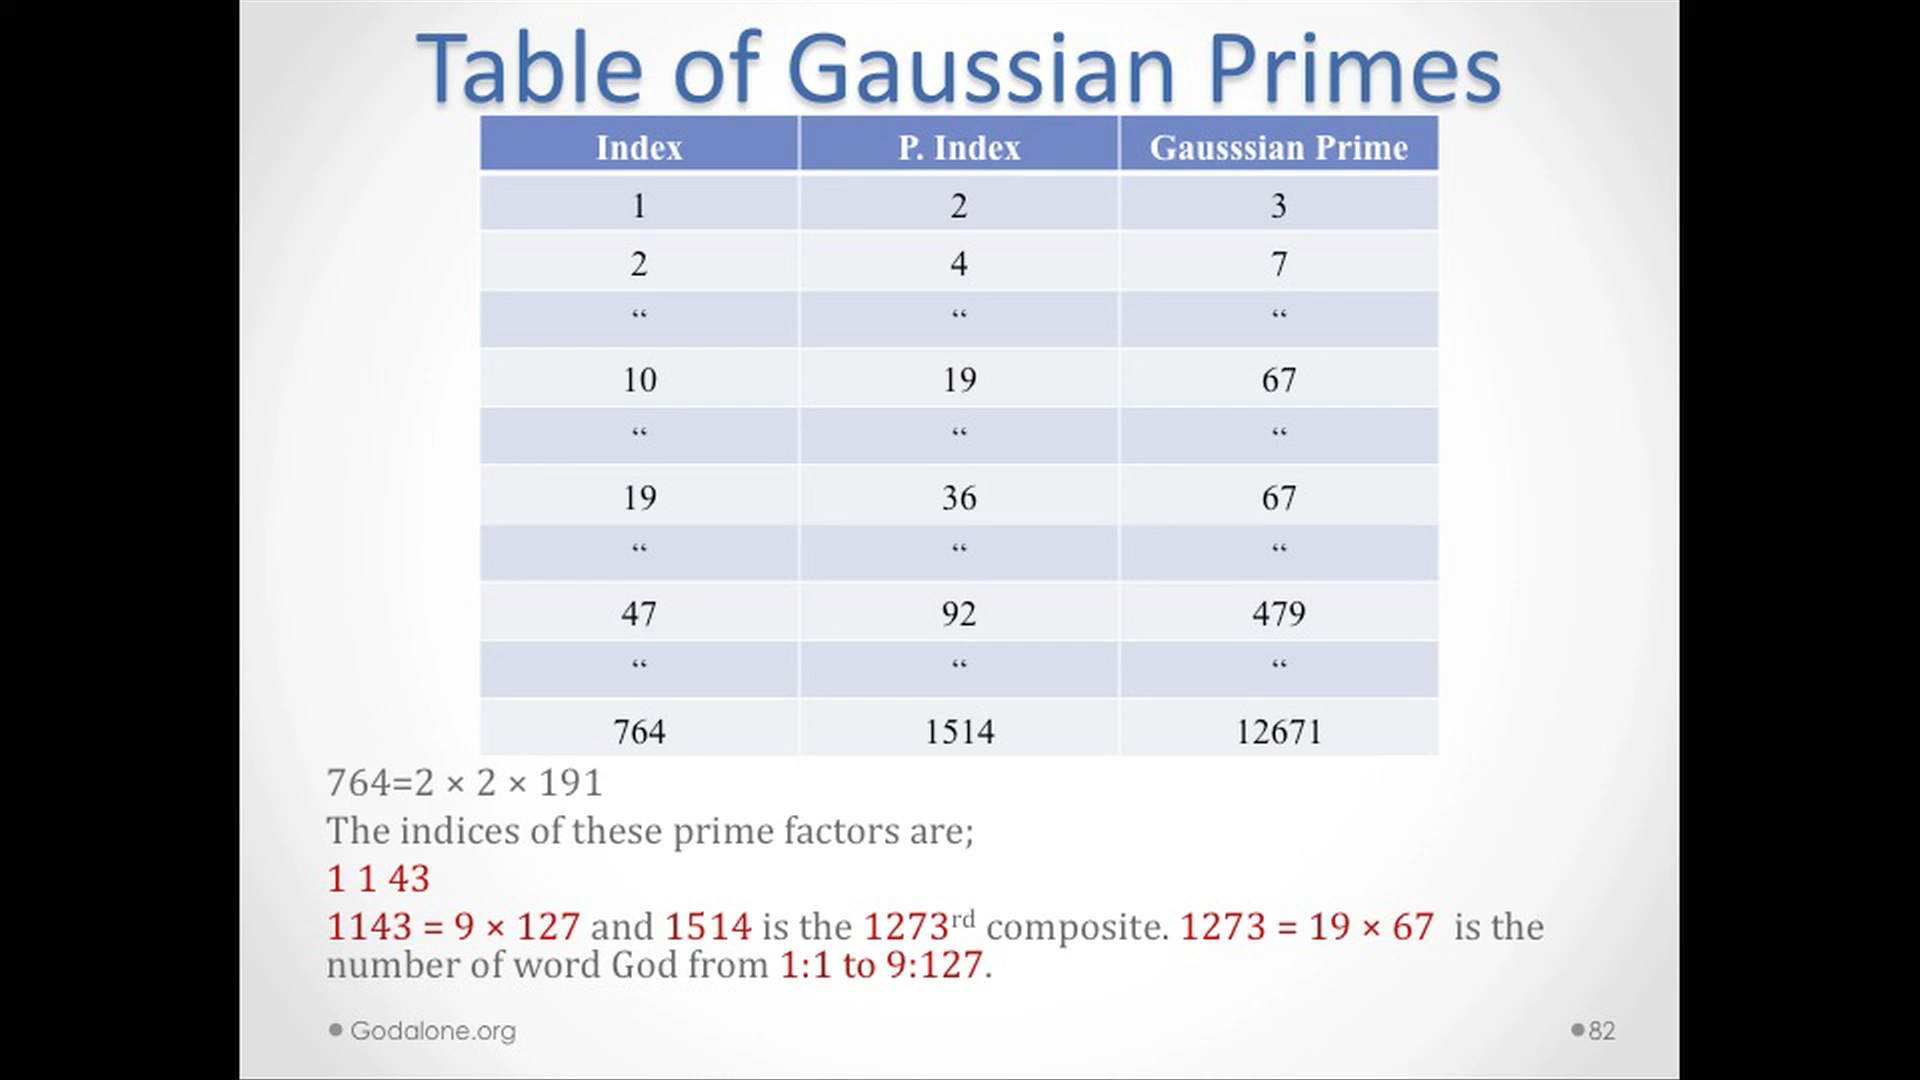 Table of Gaussian Primes
Index P. Index Gausssian Prime
1 2 3
2 4 7
“ “ “
10 19 67
“ “ “
19 36 67
“ “ “
47 92 479
“ “ “
764 1514 12671
764=2 × 2 × 191
The indices of these prime factors are;
1 1 43
1143 = 9 × 127 and 1514 is the 1273rd composite. 1273 = 19 × 67 is the
number of word God from 1:1 to 9:127.
Godalone.org
82